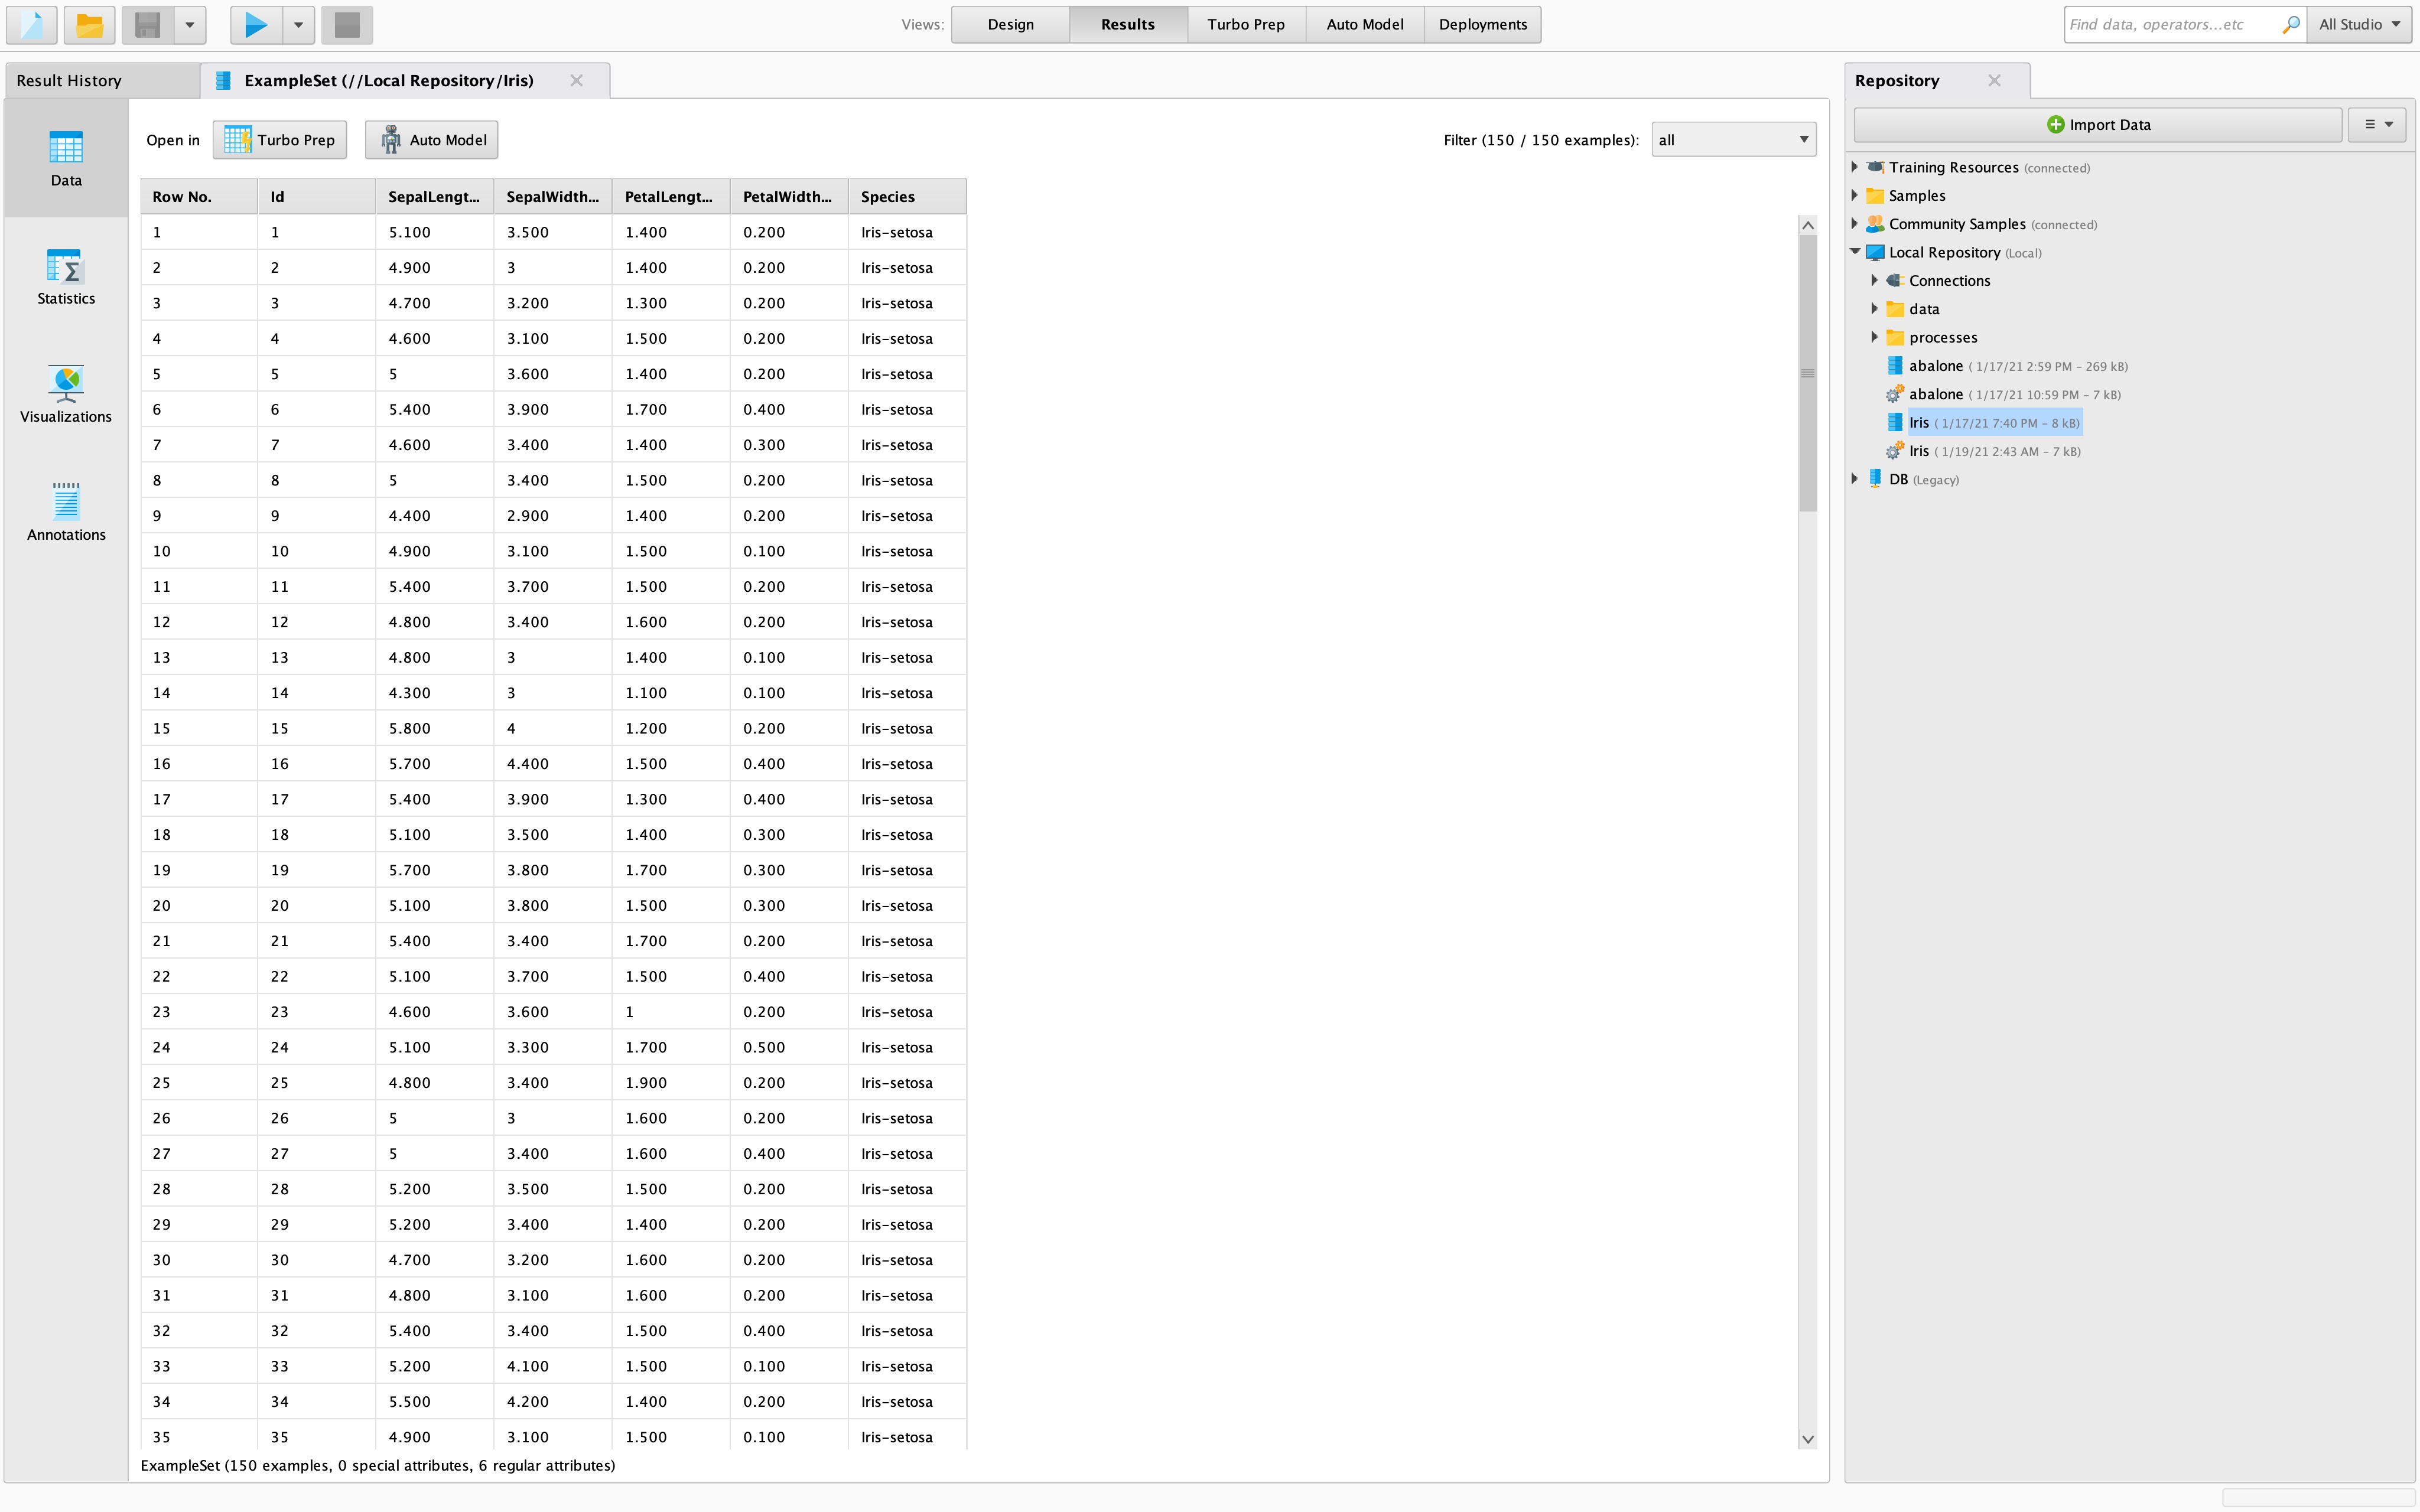 Views: Design Results Turbo Prep Auto Model Deployments Find data, operators...etc All Studio
Result History ExampleSet (//Local Repository/Iris)
Open in Turbo Prep Auto Model Filter (150 / 150 examples): all
Data
Statistics
Visualizations
Annotations
Row No. Id SepalLengt... SepalWidth... PetalLengt... PetalWidth... Species
1 1 5.100 3.500 1.400 0.200 Iris-setosa
2 2 4.900 3 1.400 0.200 Iris-setosa
3 3 4.700 3.200 1.300 0.200 Iris-setosa
4 4 4.600 3.100 1.500 0.200 Iris-setosa
5 5 5 3.600 1.400 0.200 Iris-setosa
6 6 5.400 3.900 1.700 0.400 Iris-setosa
7 7 4.600 3.400 1.400 0.300 Iris-setosa
8 8 5 3.400 1.500 0.200 Iris-setosa
9 9 4.400 2.900 1.400 0.200 Iris-setosa
10 10 4.900 3.100 1.500 0.100 Iris-setosa
11 11 5.400 3.700 1.500 0.200 Iris-setosa
12 12 4.800 3.400 1.600 0.200 Iris-setosa
13 13 4.800 3 1.400 0.100 Iris-setosa
14 14 4.300 3 1.100 0.100 Iris-setosa
15 15 5.800 4 1.200 0.200 Iris-setosa
16 16 5.700 4.400 1.500 0.400 Iris-setosa
17 17 5.400 3.900 1.300 0.400 Iris-setosa
18 18 5.100 3.500 1.400 0.300 Iris-setosa
19 19 5.700 3.800 1.700 0.300 Iris-setosa
20 20 5.100 3.800 1.500 0.300 Iris-setosa
21 21 5.400 3.400 1.700 0.200 Iris-setosa
22 22 5.100 3.700 1.500 0.400 Iris-setosa
23 23 4.600 3.600 1 0.200 Iris-setosa
24 24 5.100 3.300 1.700 0.500 Iris-setosa
25 25 4.800 3.400 1.900 0.200 Iris-setosa
26 26 5 3 1.600 0.200 Iris-setosa
27 27 5 3.400 1.600 0.400 Iris-setosa
28 28 5.200 3.500 1.500 0.200 Iris-setosa
29 29 5.200 3.400 1.400 0.200 Iris-setosa
30 30 4.700 3.200 1.600 0.200 Iris-setosa
31 31 4.800 3.100 1.600 0.200 Iris-setosa
32 32 5.400 3.400 1.500 0.400 Iris-setosa
33 33 5.200 4.100 1.500 0.100 Iris-setosa
34 34 5.500 4.200 1.400 0.200 Iris-setosa
35 35 4.900 3.100 1.500 0.100 Iris-setosa
ExampleSet (150 examples, 0 special attributes, 6 regular attributes)
Repository
Import Data
Training Resources (connected)
Samples
Community Samples (connected)
Local Repository (Local)
Connections
data
processes
abalone ( 1/17/21 2:59 PM – 269 kB)
abalone ( 1/17/21 10:59 PM – 7 kB)
Iris ( 1/17/21 7:40 PM – 8 kB)
Iris ( 1/19/21 2:43 AM – 7 kB)
DB (Legacy)